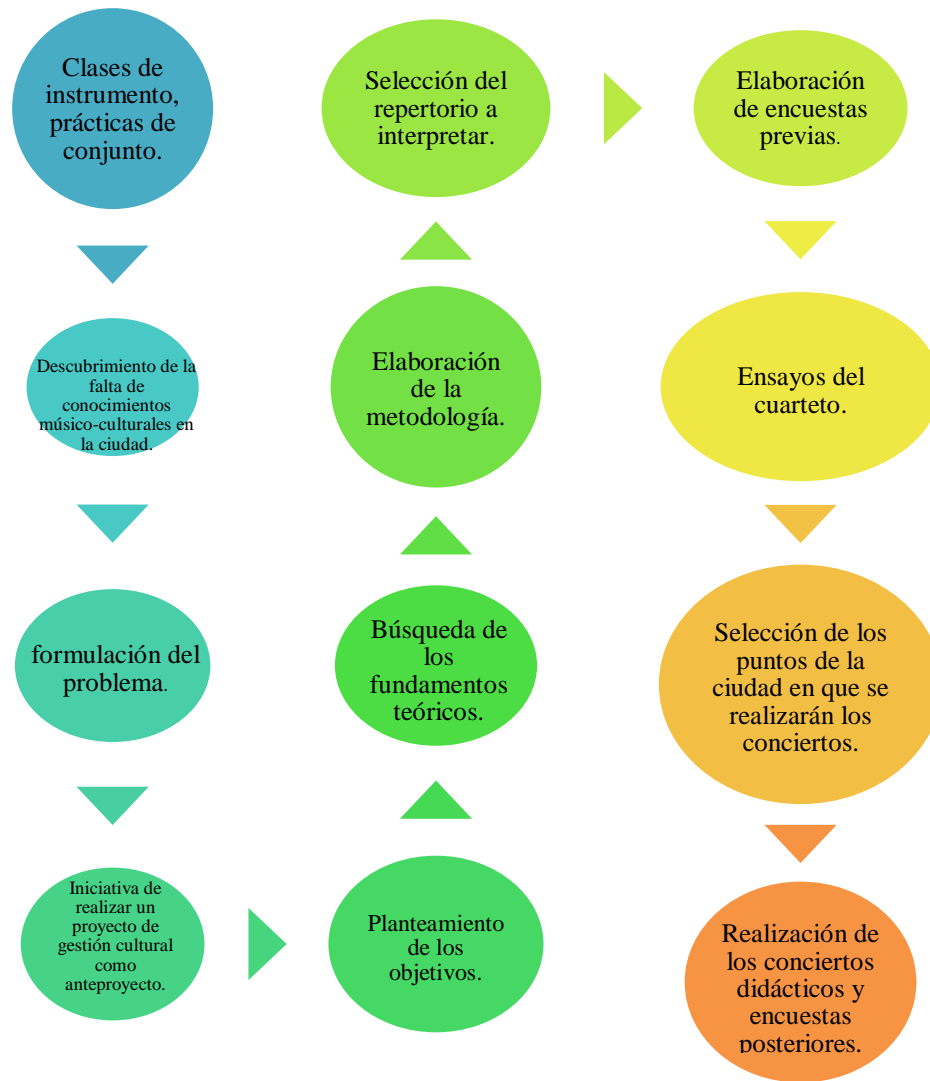 Clases de
instrumento,
prácticas de
conjunto.
Descubrimiento de la
falta de
conocimientos
músico-culturales en
la ciudad.
formulación del
problema.
Iniciativa de
realizar un
proyecto de
gestión cultural
como
anteproyecto.
Planteamiento
de los
objetivos.
Búsqueda de
los
fundamentos
teóricos.
Elaboración
de la
metodología.
Selección del
repertorio a
interpretar.
Elaboración
de encuestas
previas.
Ensayos del
cuarteto.
Selección de los
puntos de la
ciudad en que se
realizarán los
conciertos.
Realización de
los conciertos
didácticos y
encuestas
posteriores.